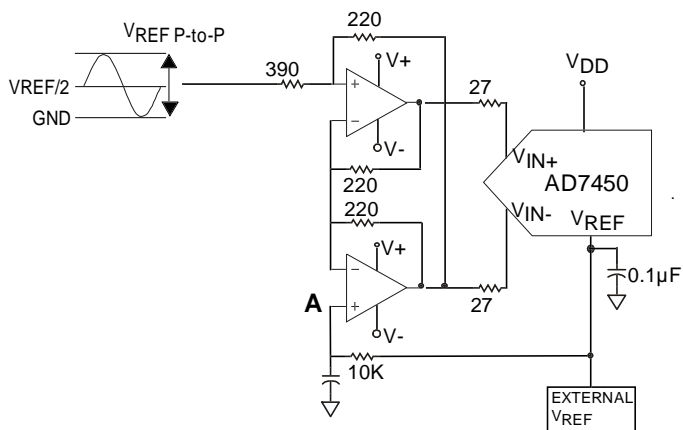 VREF P-to-P
VREF/2
GND
390
220
V+
+
−
V-
220
220
27
VDD
VIN+
AD7450
VIN-
VREF
.
0.1µF
V+
−
A
+
V-
27
10K
EXTERNAL
VREF